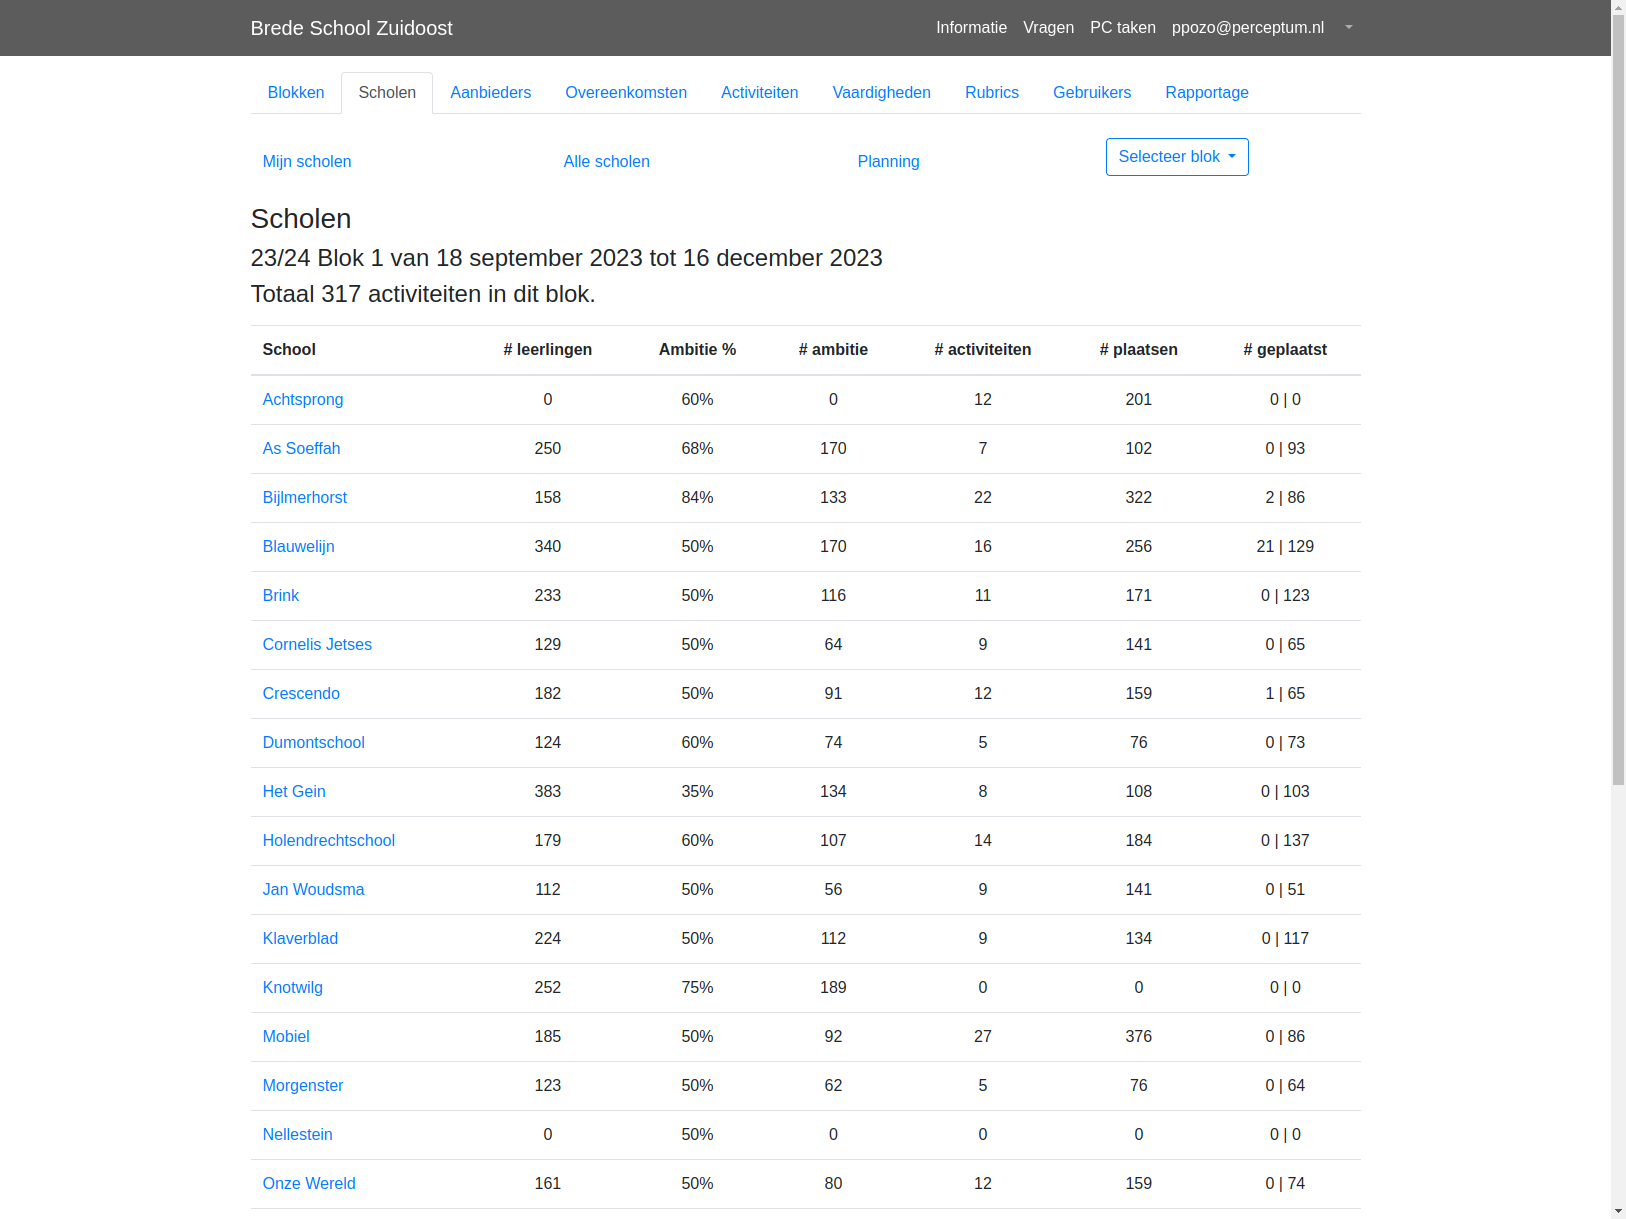 Brede School Zuidoost Informatie Vragen PC taken ppozo@perceptum.nl
Blokken Scholen Aanbieders Overeenkomsten Activiteiten Vaardigheden Rubrics Gebruikers Rapportage
Mijn scholen Alle scholen Planning Selecteer blok
Scholen
23/24 Blok 1 van 18 september 2023 tot 16 december 2023
Totaal 317 activiteiten in dit blok.
School # leerlingen Ambitie % # ambitie # activiteiten # plaatsen # geplaatst
Achtsprong 0 60% 0 12 201 0 | 0
As Soeffah 250 68% 170 7 102 0 | 93
Bijlmerhorst 158 84% 133 22 322 2 | 86
Blauwelijn 340 50% 170 16 256 21 | 129
Brink 233 50% 116 11 171 0 | 123
Cornelis Jetses 129 50% 64 9 141 0 | 65
Crescendo 182 50% 91 12 159 1 | 65
Dumontschool 124 60% 74 5 76 0 | 73
Het Gein 383 35% 134 8 108 0 | 103
Holendrechtschool 179 60% 107 14 184 0 | 137
Jan Woudsma 112 50% 56 9 141 0 | 51
Klaverblad 224 50% 112 9 134 0 | 117
Knotwilg 252 75% 189 0 0 0 | 0
Mobiel 185 50% 92 27 376 0 | 86
Morgenster 123 50% 62 5 76 0 | 64
Nellestein 0 50% 0 0 0 0 | 0
Onze Wereld 161 50% 80 12 159 0 | 74